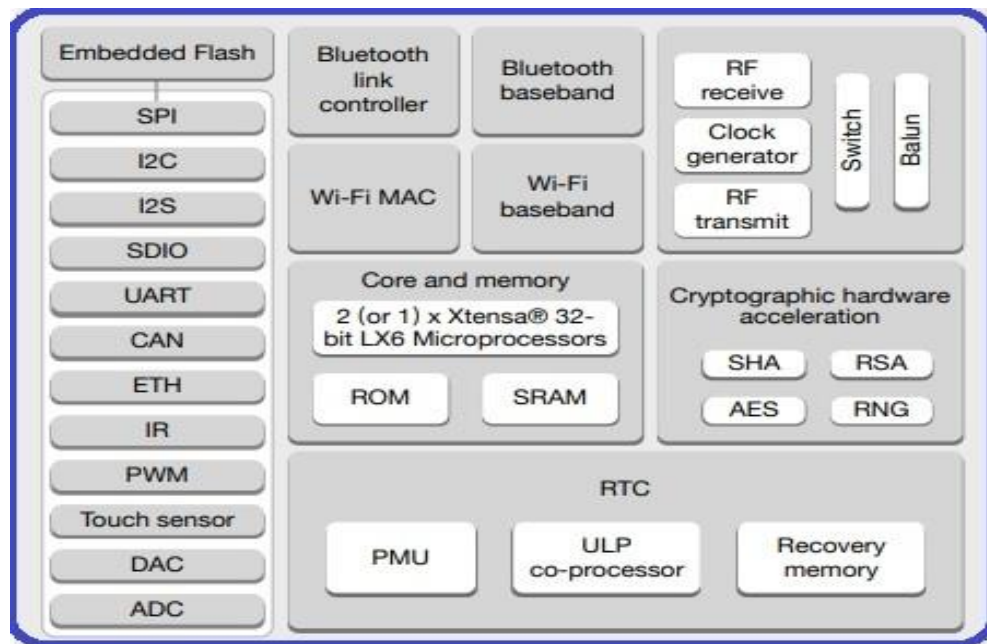 Embedded Flash
SPI
I2C
I2S
SDIO
UART
CAN
ETH
IR
PWM
Touch sensor
DAC
ADC
Bluetooth
link
controller
Bluetooth
baseband
Wi-Fi MAC
Wi-Fi
baseband
RF
receive
Clock
generator
RF
transmit
Switch
Balun
Core and memory
2 (or 1) x Xtensa® 32-
bit LX6 Microprocessors
ROM
SRAM
Cryptographic hardware
acceleration
SHA
RSA
AES
RNG
RTC
PMU
ULP
co-processor
Recovery
memory